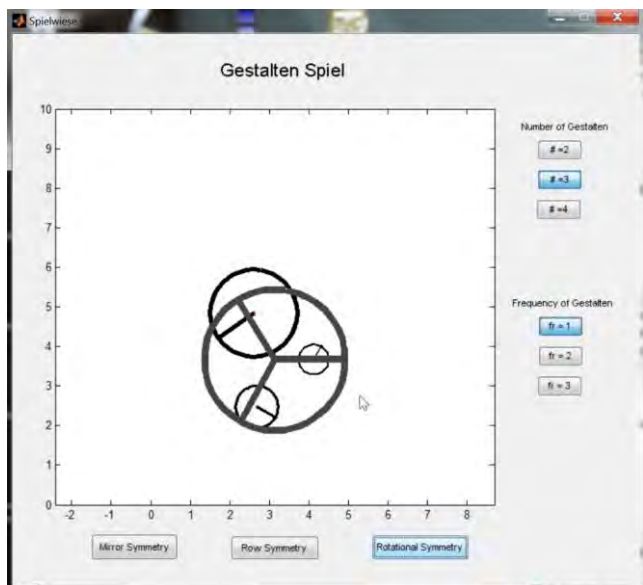 Spielwiese
Gestalten Spiel
10
9
8
7
6
5
4
3
2
1
0
-2 -1 0 1 2 3 4 5 6 7 8
Number of Gestalten
# =2
# =3
# =4
Frequency of Gestalten
fr = 1
fr = 2
fr = 3
Mirror Symmetry Row Symmetry Rotational Symmetry